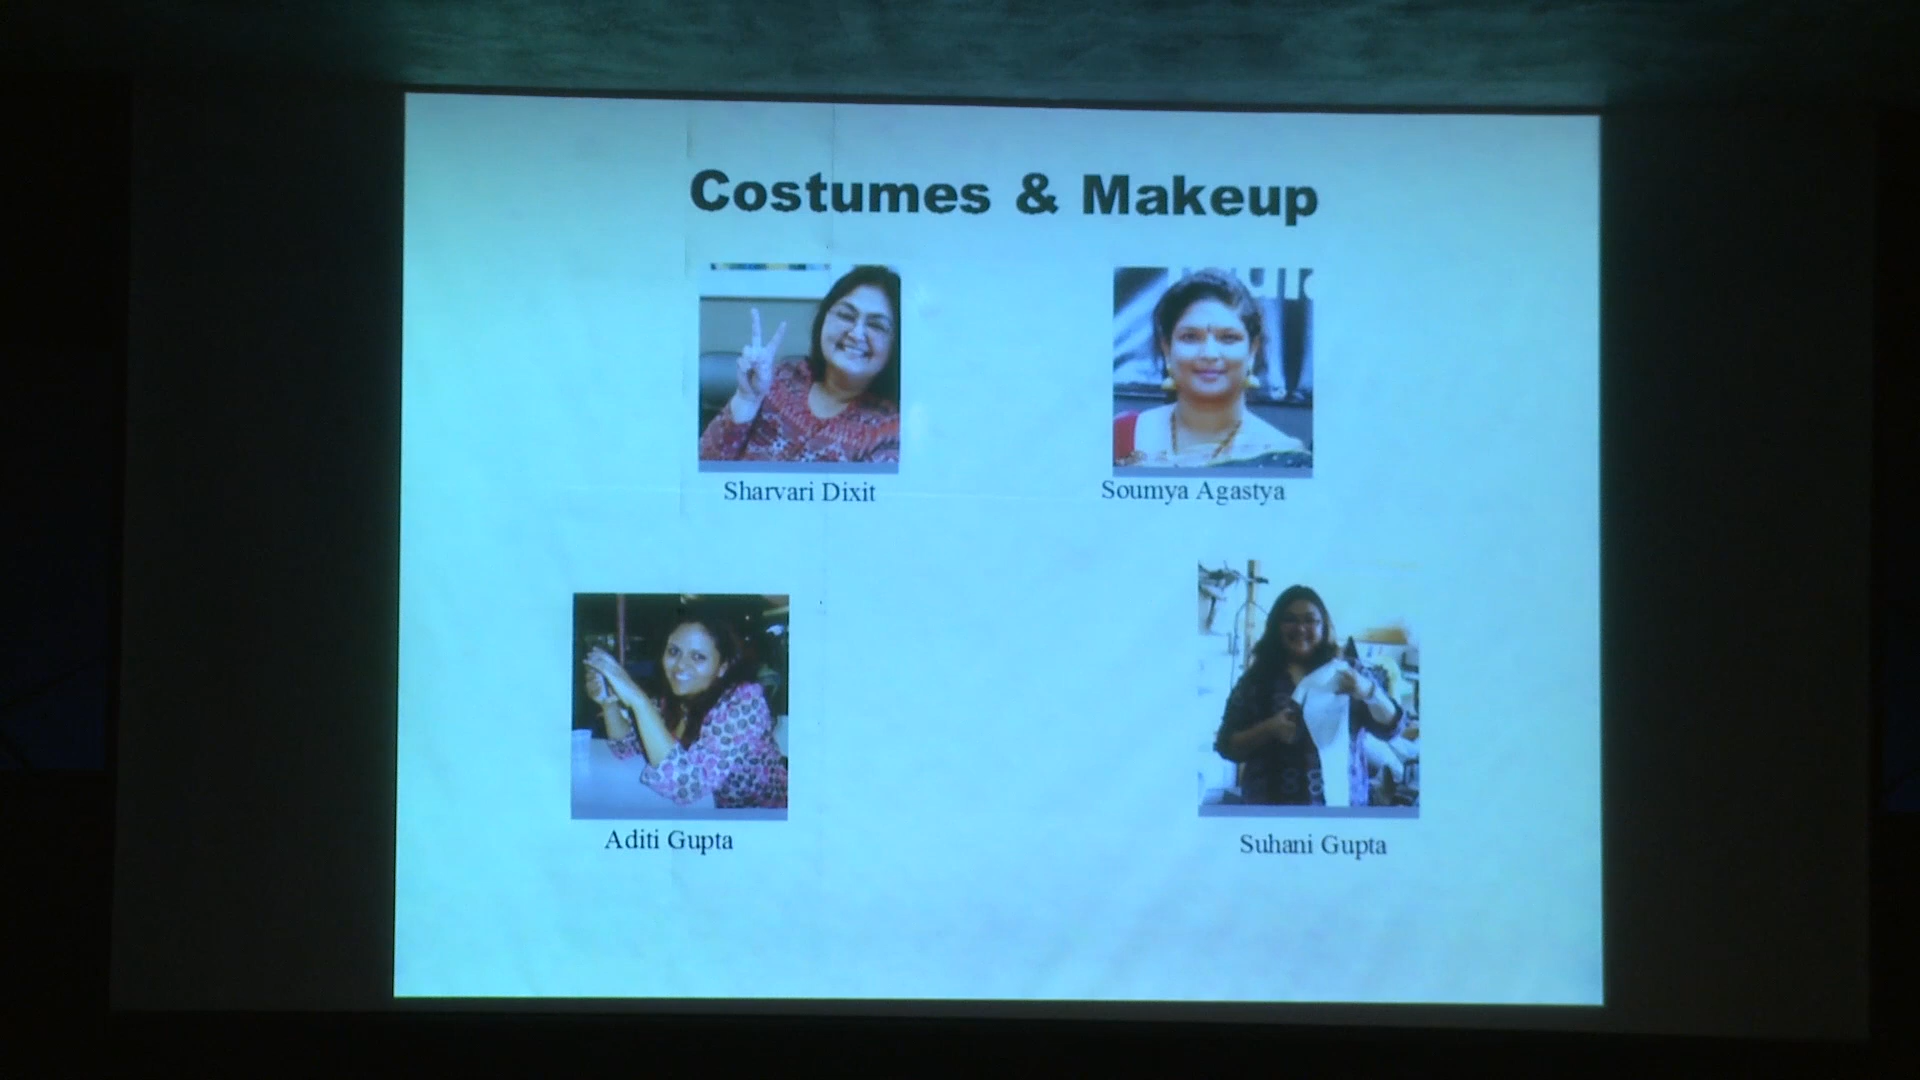 Costumes & Makeup
Sharvari Dixit
Soumya Agastya
Aditi Gupta
Suhani Gupta